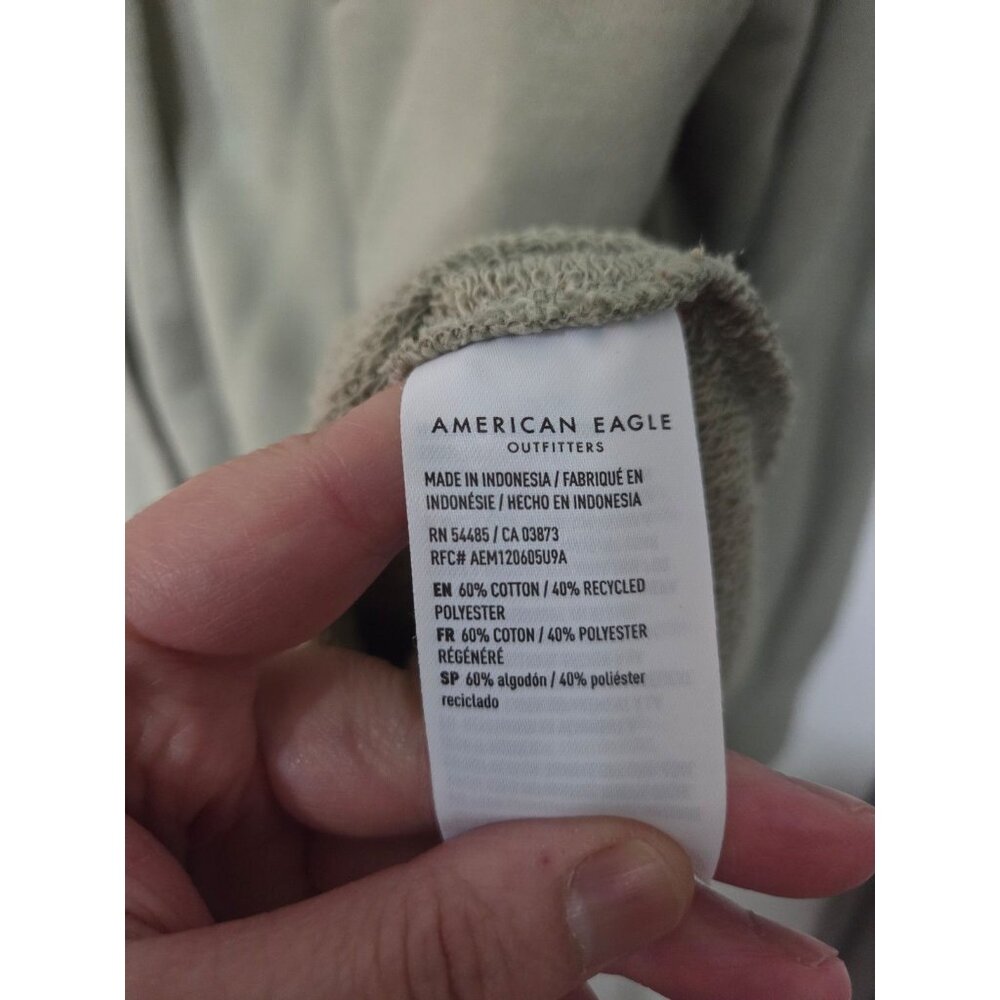 AMERICAN EAGLE
OUTFITTERS
MADE IN INDONESIA / FABRIQUÉ EN
INDONÉSIE / HECHO EN INDONESIA
RN 54485 / CA 03873
RFC# AEM120605U9A
EN 60% COTTON / 40% RECYCLED
POLYESTER
FR 60% COTON / 40% POLYESTER
RÉGÉNÉRÉ
SP 60% algodón / 40% poliéster
reciclado